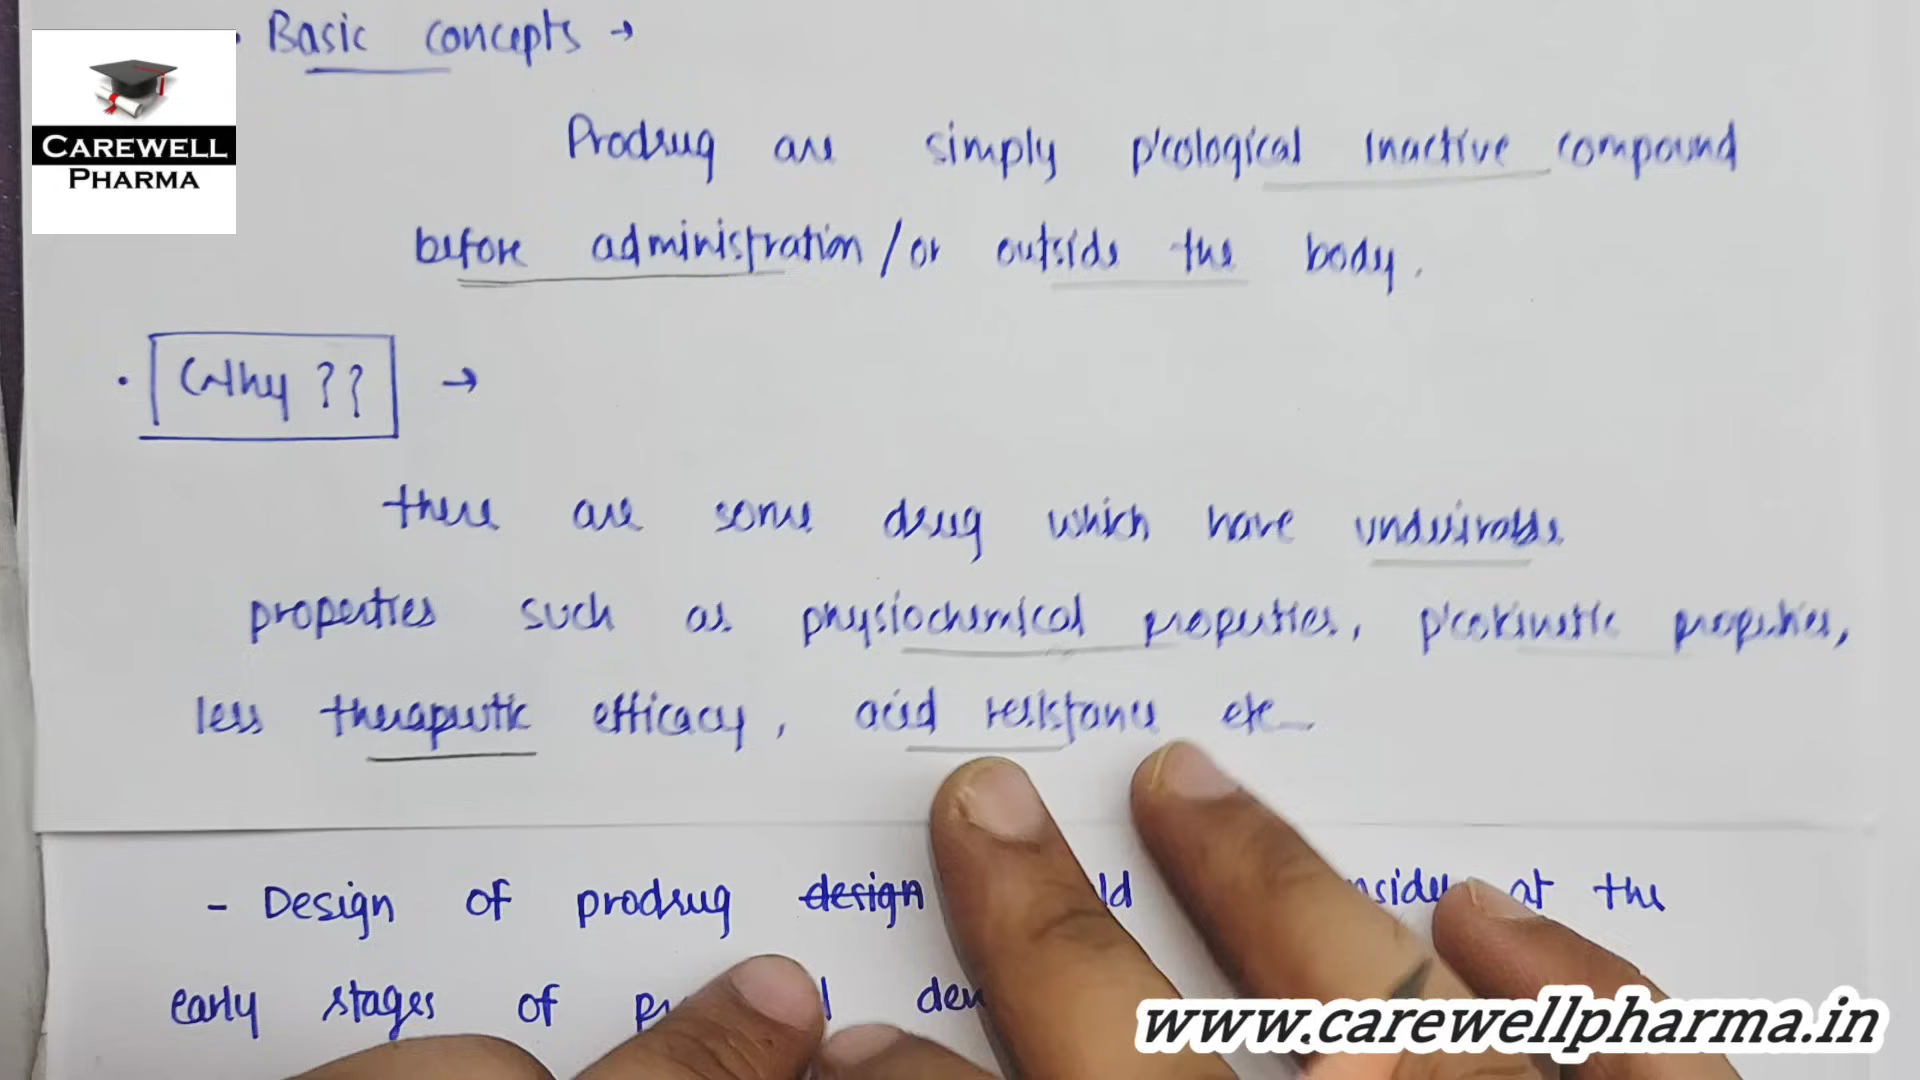 • Basic concepts →
CAREWELL
PHARMA
Prodrug are simply p'cological inactive compound
before administration / or outside the body.
• Why ?? →
there are some drug which have undesirable
properties such as physiochemical properties, p'cokinetic properties,
less therapeutic efficacy, acid resistance etc
- Design of prodrug design at the
early stages of
www.carewellpharma.in